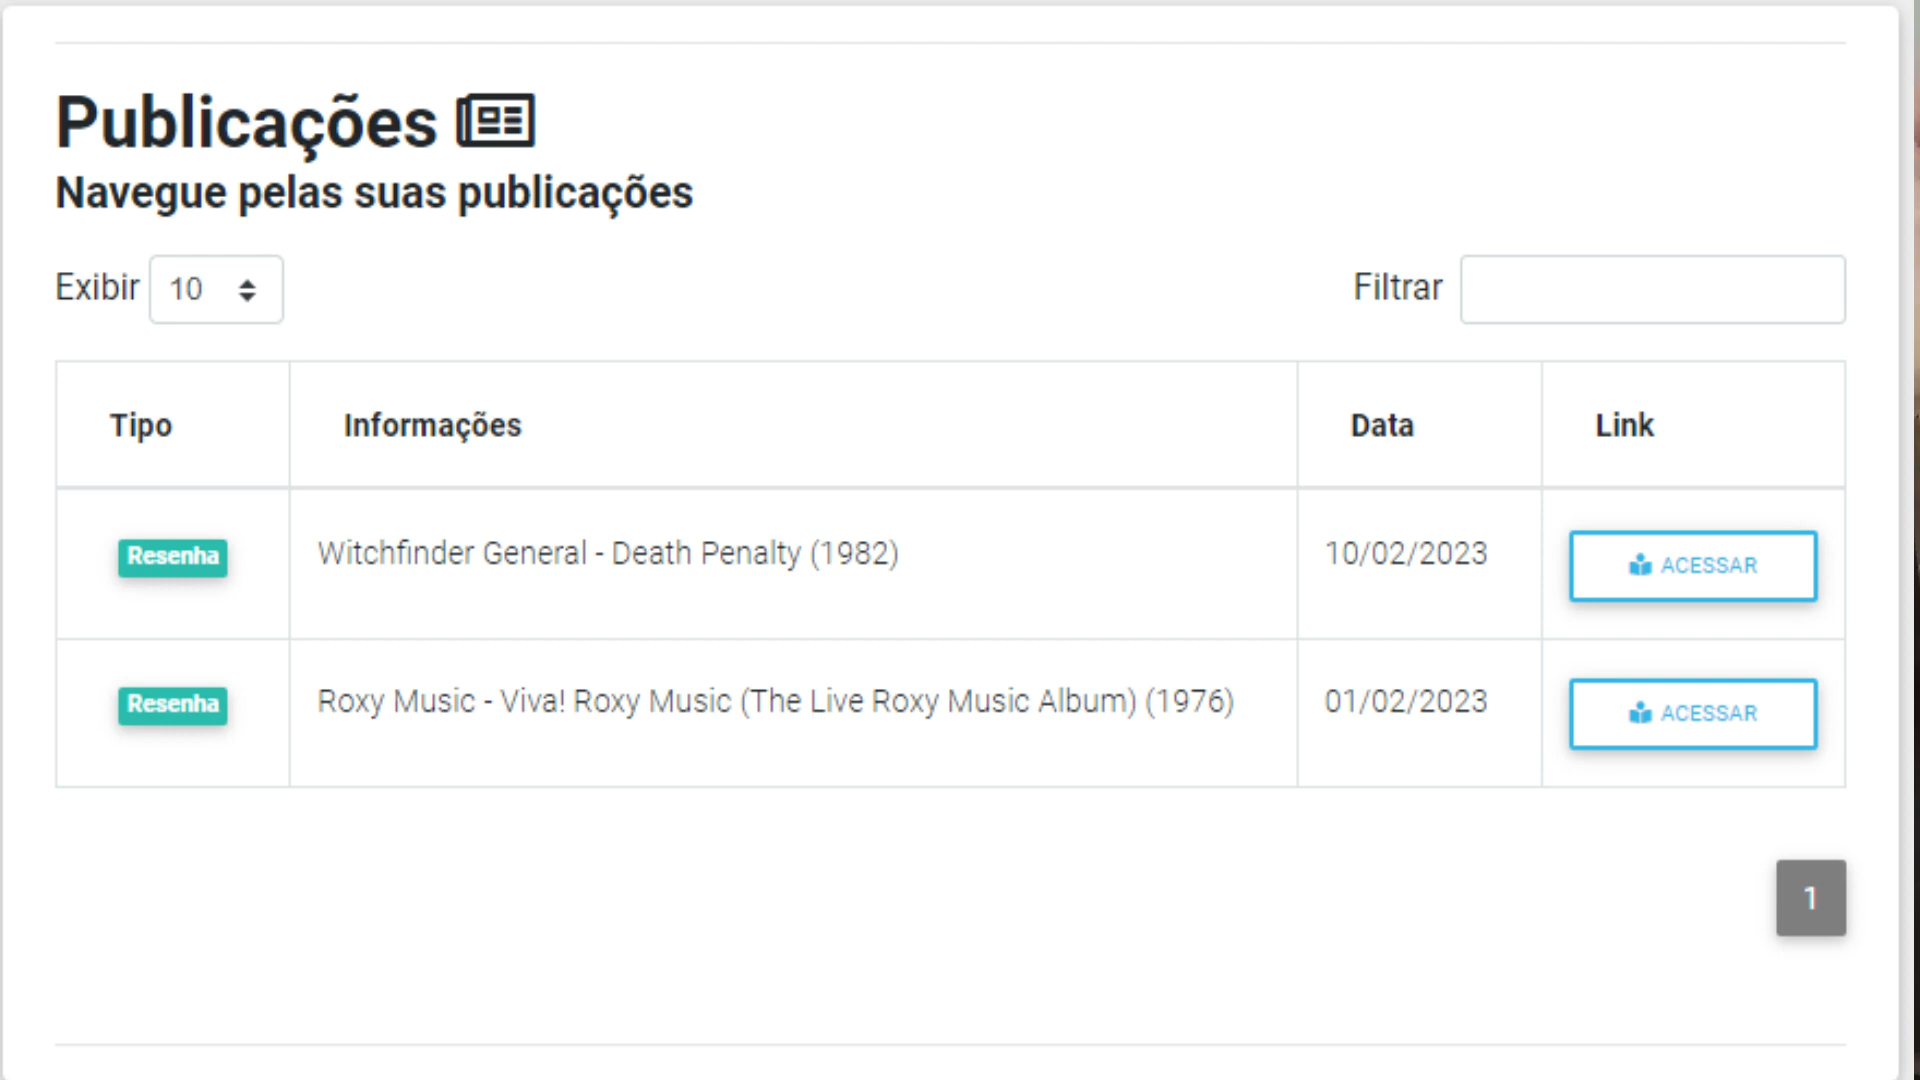 Publicações
Navegue pelas suas publicações
Exibir 10 Filtrar
Tipo Informações Data Link
Resenha Witchfinder General - Death Penalty (1982) 10/02/2023 ACESSAR
Resenha Roxy Music - Viva! Roxy Music (The Live Roxy Music Album) (1976) 01/02/2023 ACESSAR
1